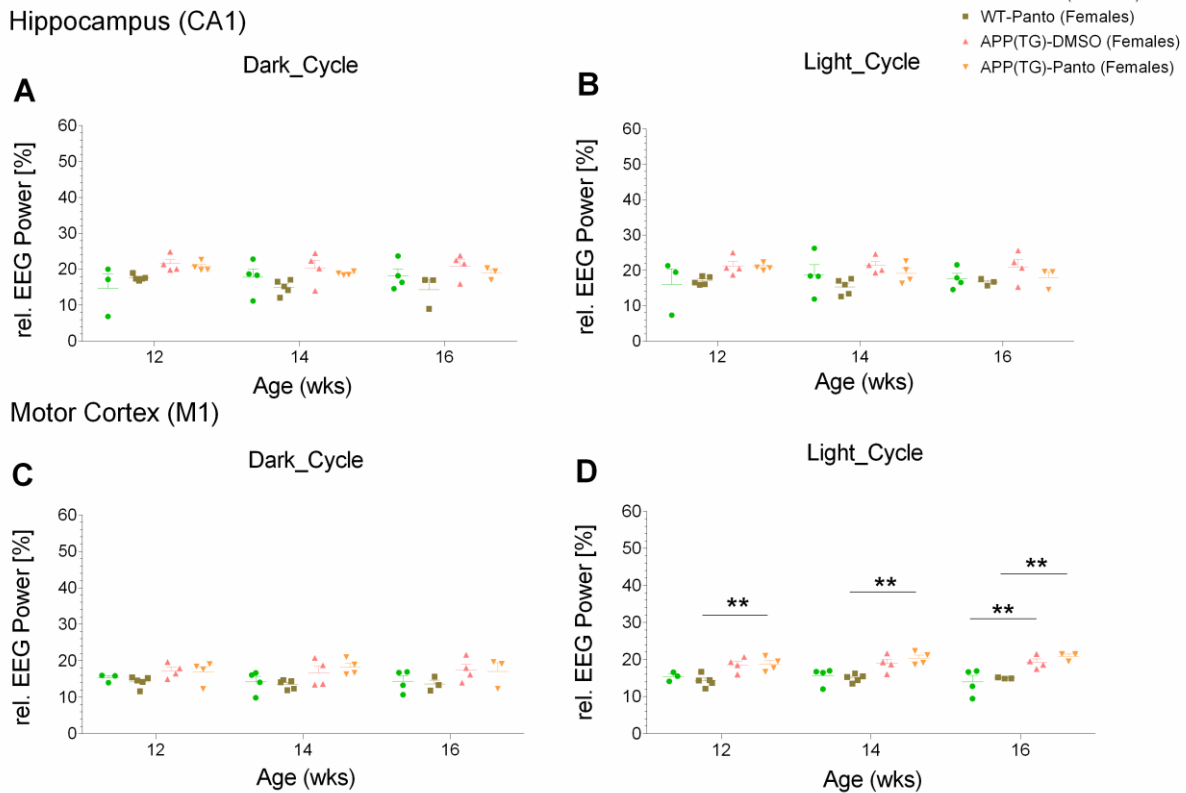 Hippocampus (CA1)
WT-Panto (Females)
APP(TG)-DMSO (Females)
APP(TG)-Panto (Females)
Dark_Cycle
Light_Cycle
A
B
rel. EEG Power [%]
60
50
40
30
20
10
0
12
14
16
Age (wks)
rel. EEG Power [%]
60
50
40
30
20
10
0
12
14
16
Age (wks)
Motor Cortex (M1)
Dark_Cycle
Light_Cycle
C
D
rel. EEG Power [%]
60
50
40
30
20
10
0
12
14
16
Age (wks)
rel. EEG Power [%]
60
50
40
30
20
10
0
**
**
**
**
12
14
16
Age (wks)